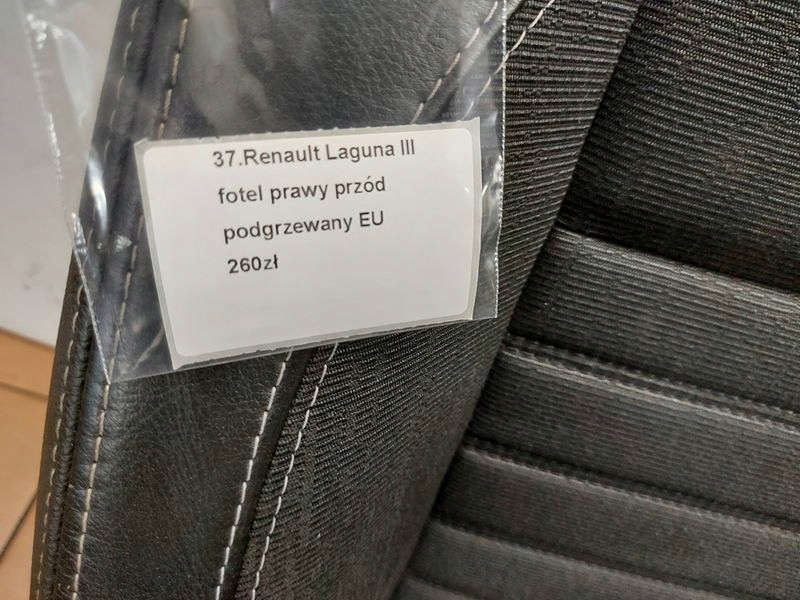 37.Renault Laguna III
fotel prawy przód
podgrzewany EU
260zł